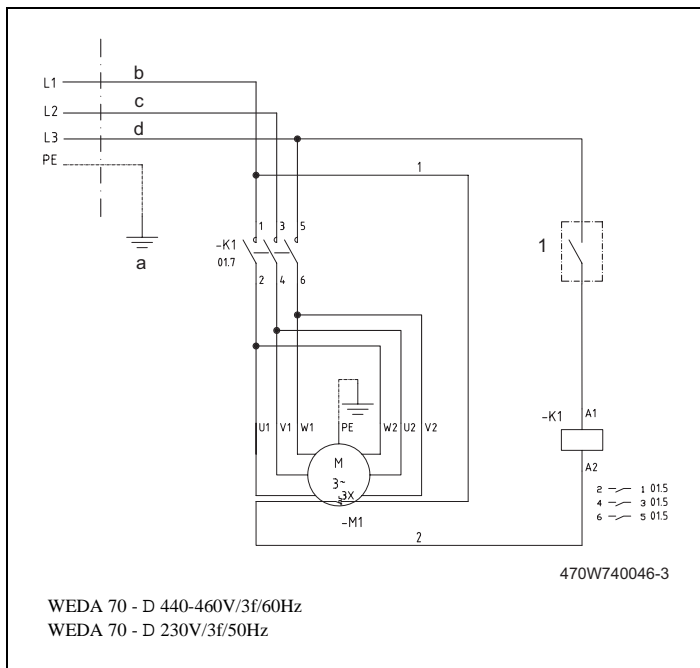 L1 b
L2 c
L3 d
PE
a
1
1 3 5
-K1
01.7
2 4 6
1
U1 V1 W1 PE W2 U2 V2
M
3~
3X
-M1
2
-K1 A1
A2
2 1 01.5
4 3 01.5
6 5 01.5
470W740046-3
WEDA 70 - D 440-460V/3f/60Hz
WEDA 70 - D 230V/3f/50Hz